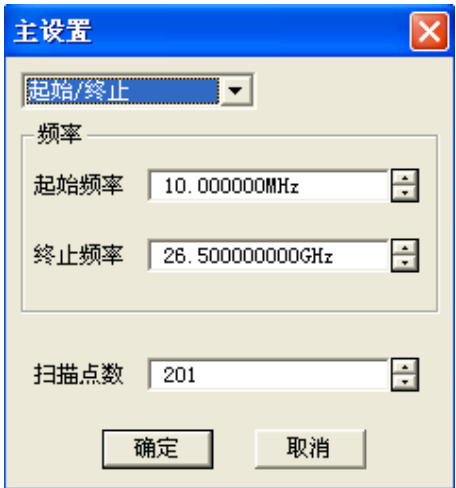 主设置
起始/终止
频率
起始频率 10.000000MHz
终止频率 26.500000000GHz
扫描点数 201
确定 取消